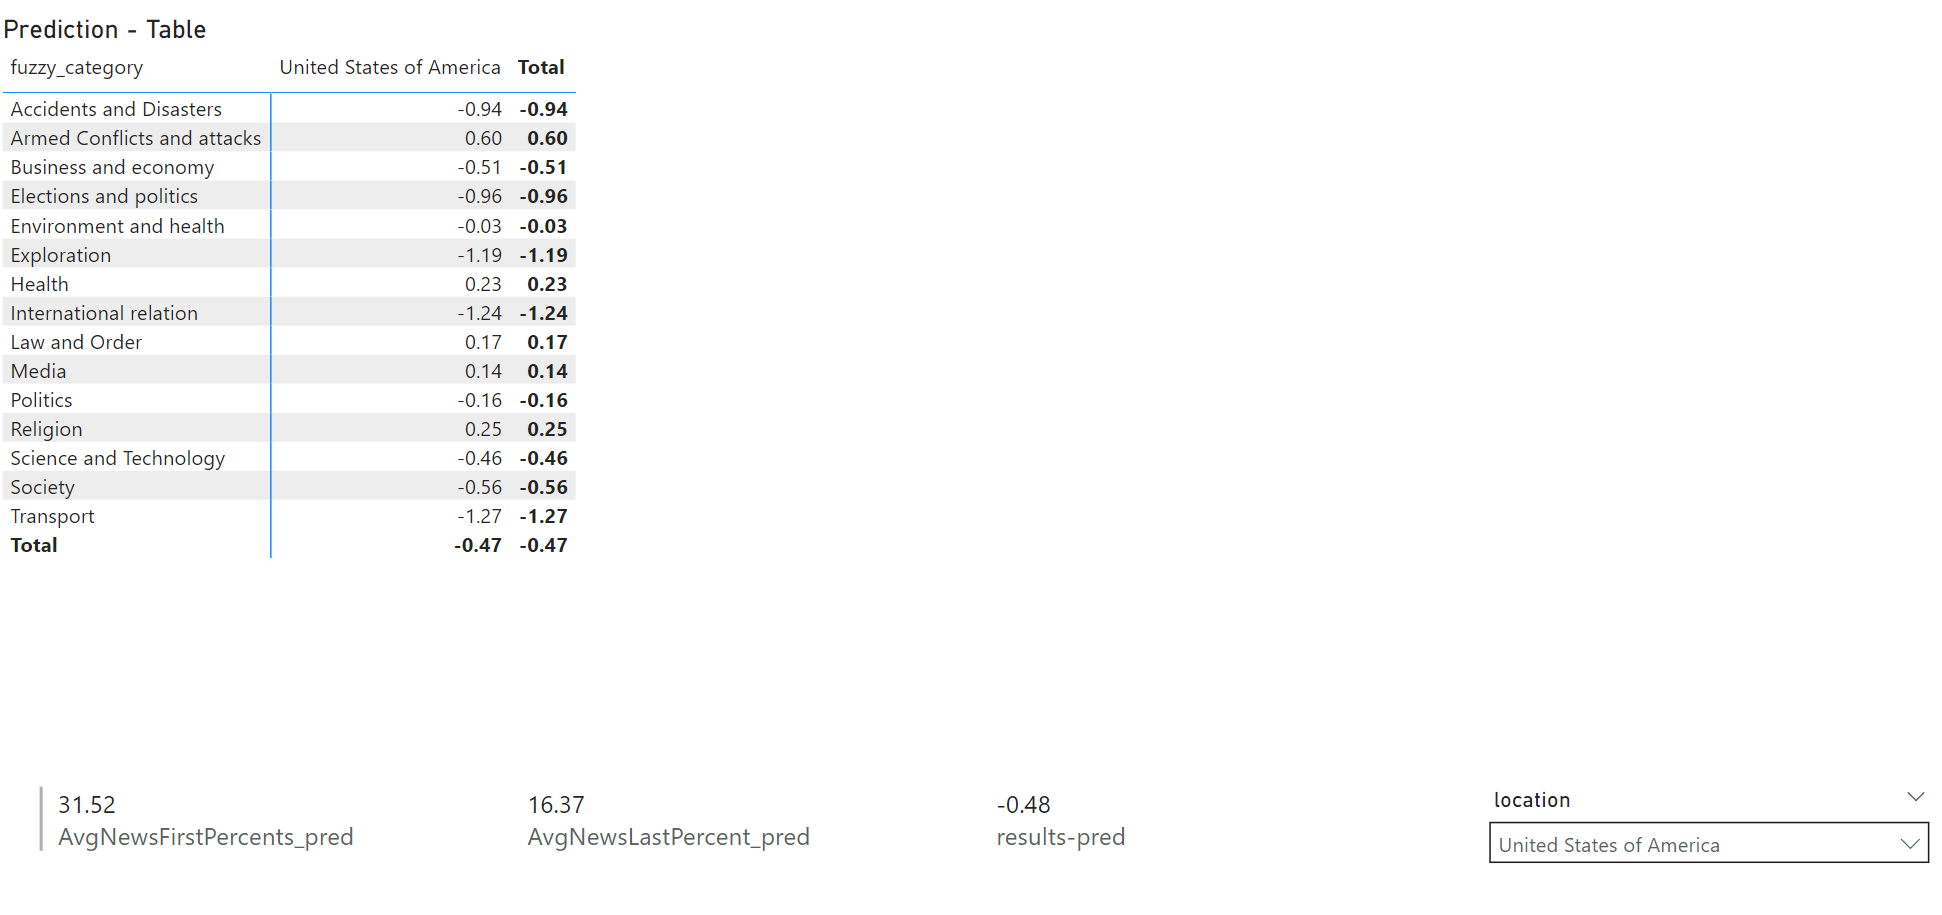 Prediction - Table
fuzzy_category United States of America Total
Accidents and Disasters -0.94 -0.94
Armed Conflicts and attacks 0.60 0.60
Business and economy -0.51 -0.51
Elections and politics -0.96 -0.96
Environment and health -0.03 -0.03
Exploration -1.19 -1.19
Health 0.23 0.23
International relation -1.24 -1.24
Law and Order 0.17 0.17
Media 0.14 0.14
Politics -0.16 -0.16
Religion 0.25 0.25
Science and Technology -0.46 -0.46
Society -0.56 -0.56
Transport -1.27 -1.27
Total -0.47 -0.47
31.52
AvgNewsFirstPercents_pred
16.37
AvgNewsLastPercent_pred
-0.48
results-pred
location
United States of America